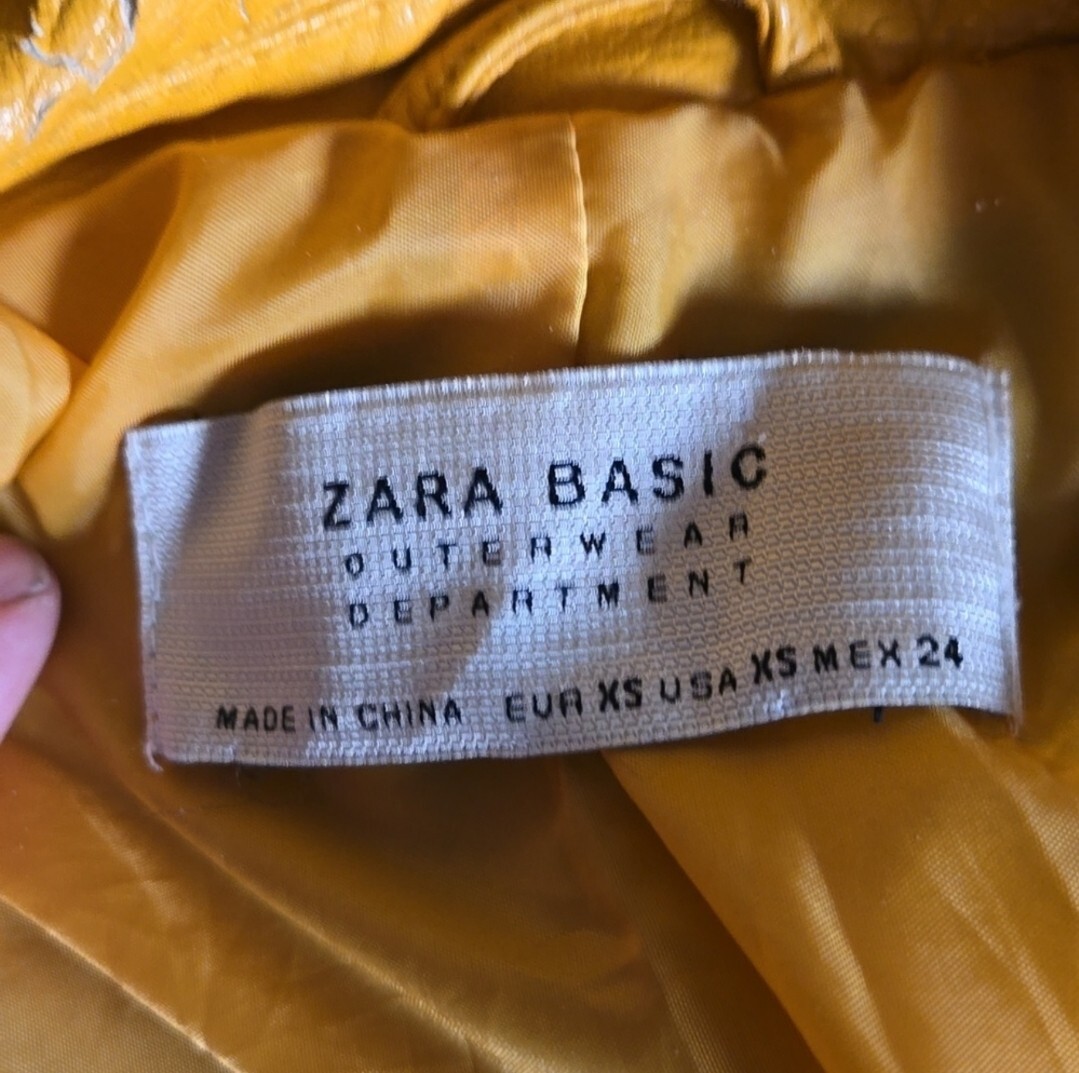 ZARA BASIC
OUTERWEAR
DEPARTMENT
MADE IN CHINA EUR XS USA XS MEX 24